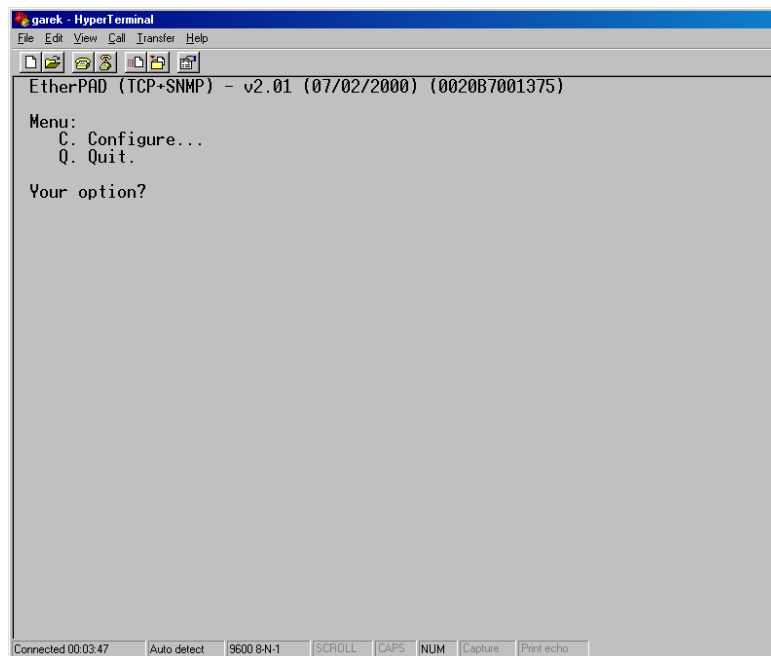 garek - HyperTerminal
File Edit View Call Transfer Help
EtherPAD (TCP+SNMP) - v2.01 (07/02/2000) (0020B7001375)
Menu:
C. Configure...
Q. Quit.
Your option?
Connected 00:03:47 Auto detect 9600 8-N-1 SCROLL CAPS NUM Capture Print echo